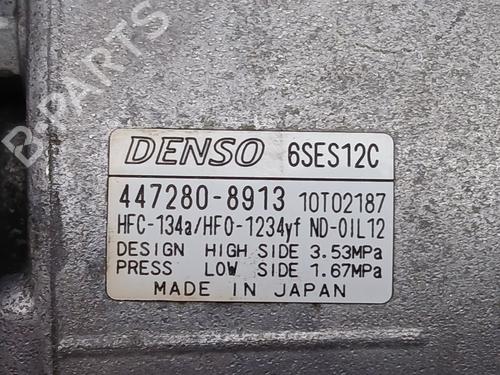 B-PARTS
DENSO 6SES12C
447280-8913 10T02187
HFC-134a/HFO-1234yf ND-OIL12
DESIGN HIGH SIDE 3.53MPa
PRESS LOW SIDE 1.67MPa
MADE IN JAPAN